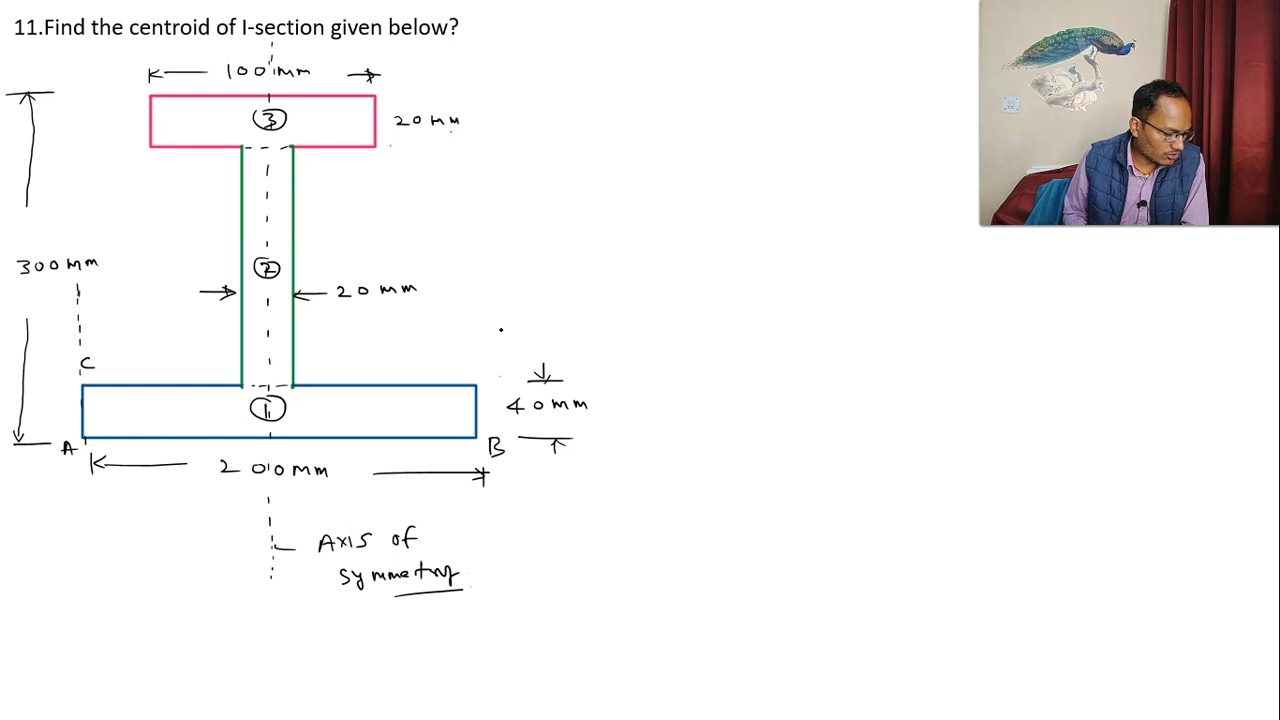 11.Find the centroid of I-section given below?
100 mm
3
20 mm
300 mm
2
20 mm
C
1
40 mm
A
B
200 mm
Axis of
symmetry